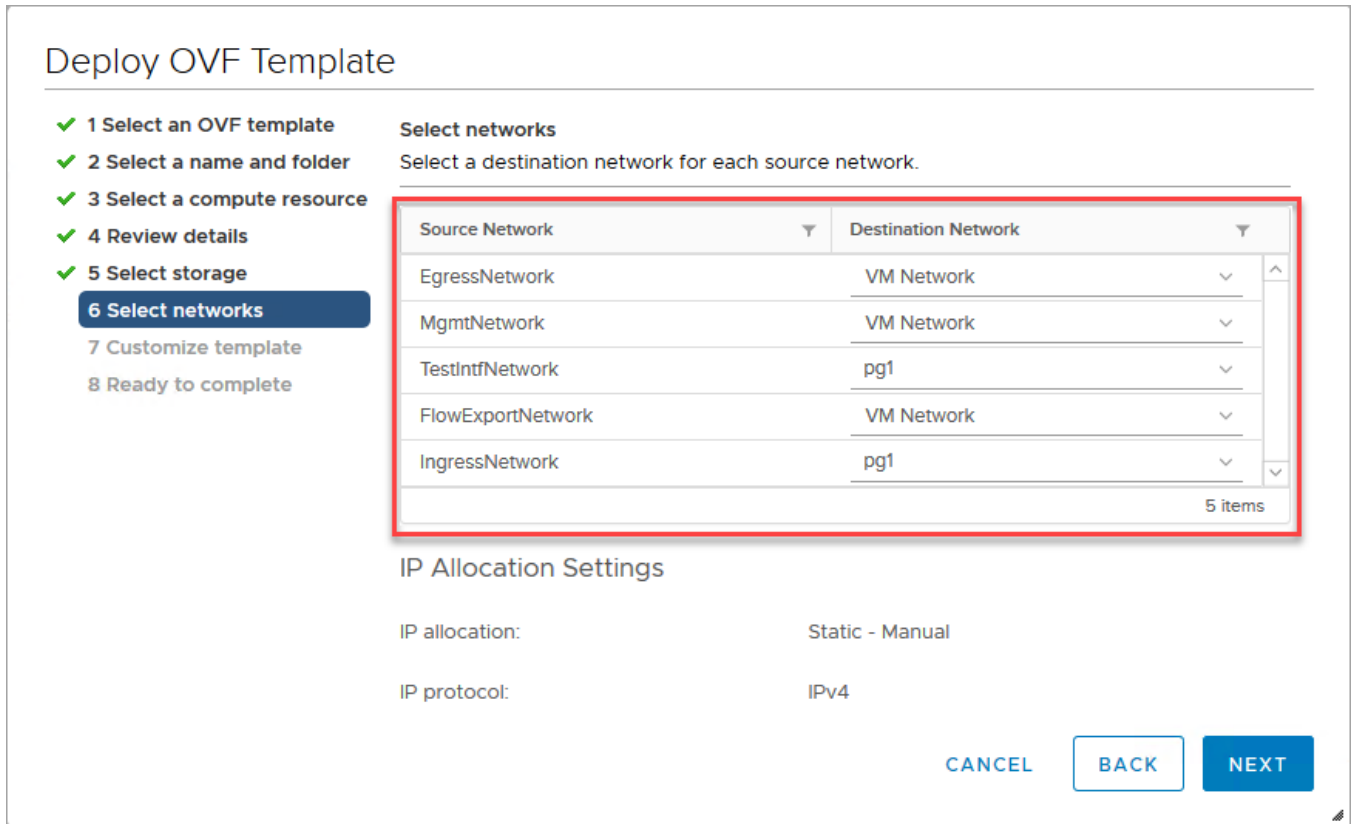 Deploy OVF Template
1 Select an OVF template
2 Select a name and folder
3 Select a compute resource
4 Review details
5 Select storage
6 Select networks
7 Customize template
8 Ready to complete
Select networks
Select a destination network for each source network.
Source Network Destination Network
EgressNetwork VM Network
MgmtNetwork VM Network
TestIntfNetwork pg1
FlowExportNetwork VM Network
IngressNetwork pg1
5 items
IP Allocation Settings
IP allocation: Static - Manual
IP protocol: IPv4
CANCEL BACK NEXT